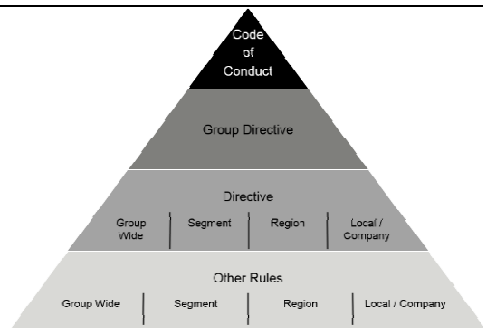 Code
of
Conduct
Group Directive
Directive
Group Wide
Segment
Region
Local / Company
Other Rules
Group Wide
Segment
Region
Local / Company